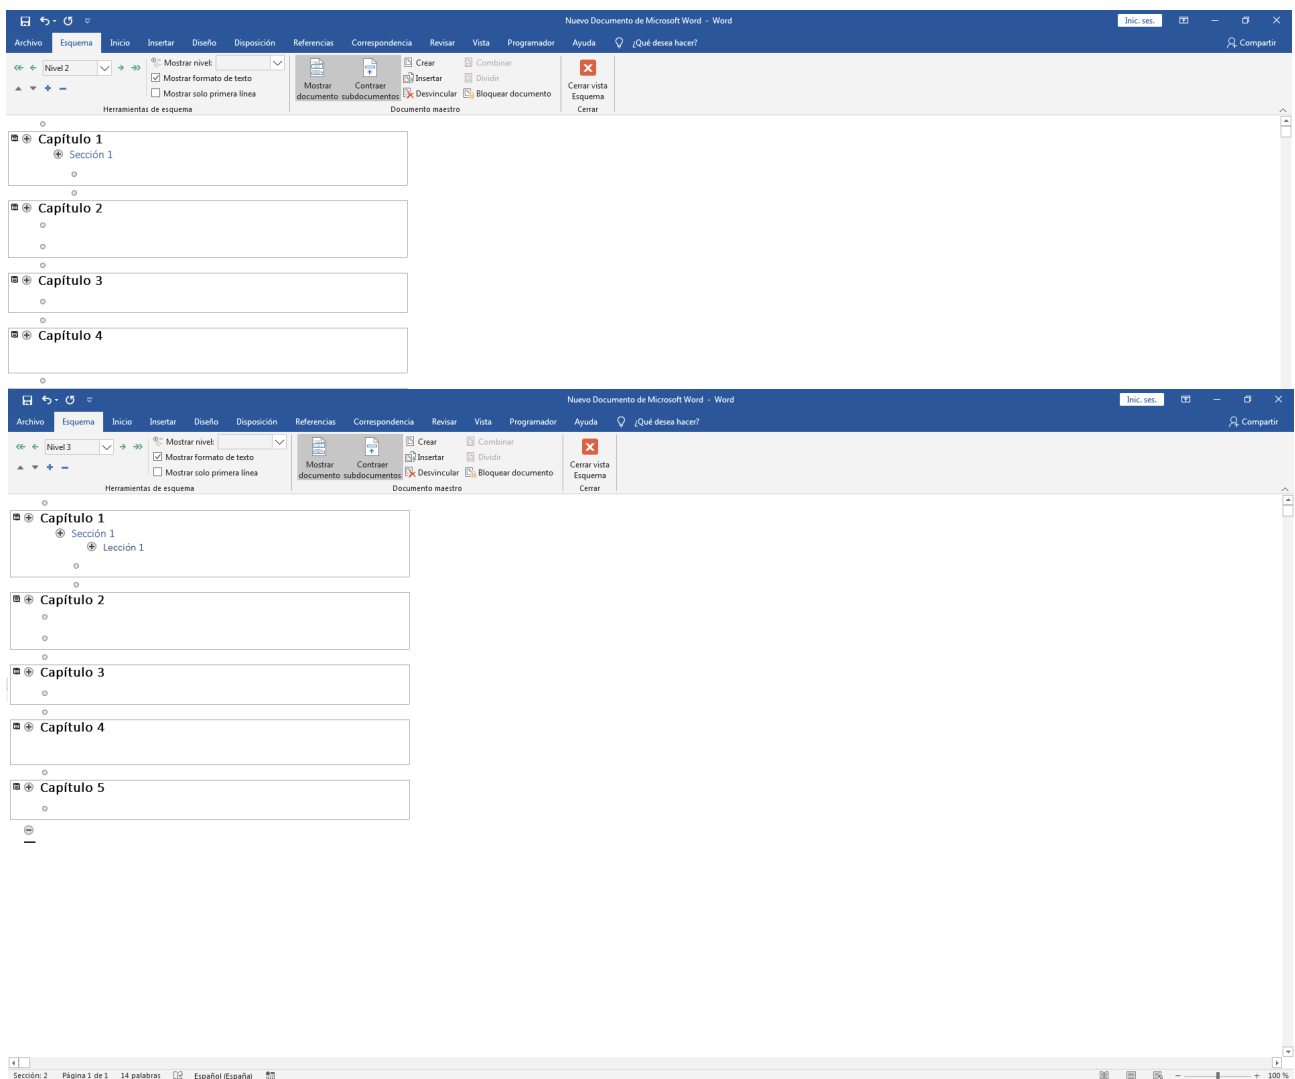 Nuevo Documento de Microsoft Word - Word
Inic. ses.
Archivo Esquema Inicio Insertar Diseño Disposición Referencias Correspondencia Revisar Vista Programador Ayuda ¿Qué desea hacer? Compartir
Nivel 2
Mostrar nivel:
Mostrar formato de texto
Mostrar solo primera línea
Herramientas de esquema
Mostrar documento
Contraer subdocumentos
Crear
Insertar
Desvincular
Combinar
Dividir
Bloquear documento
Documento maestro
Cerrar vista Esquema
Cerrar
Capítulo 1
Sección 1
Capítulo 2
Capítulo 3
Capítulo 4
Nuevo Documento de Microsoft Word - Word
Inic. ses.
Archivo Esquema Inicio Insertar Diseño Disposición Referencias Correspondencia Revisar Vista Programador Ayuda ¿Qué desea hacer? Compartir
Nivel 3
Mostrar nivel:
Mostrar formato de texto
Mostrar solo primera línea
Herramientas de esquema
Mostrar documento
Contraer subdocumentos
Crear
Insertar
Desvincular
Combinar
Dividir
Bloquear documento
Documento maestro
Cerrar vista Esquema
Cerrar
Capítulo 1
Sección 1
Lección 1
Capítulo 2
Capítulo 3
Capítulo 4
Capítulo 5
Sección: 2 Página 1 de 1 14 palabras Español (España) 100 %